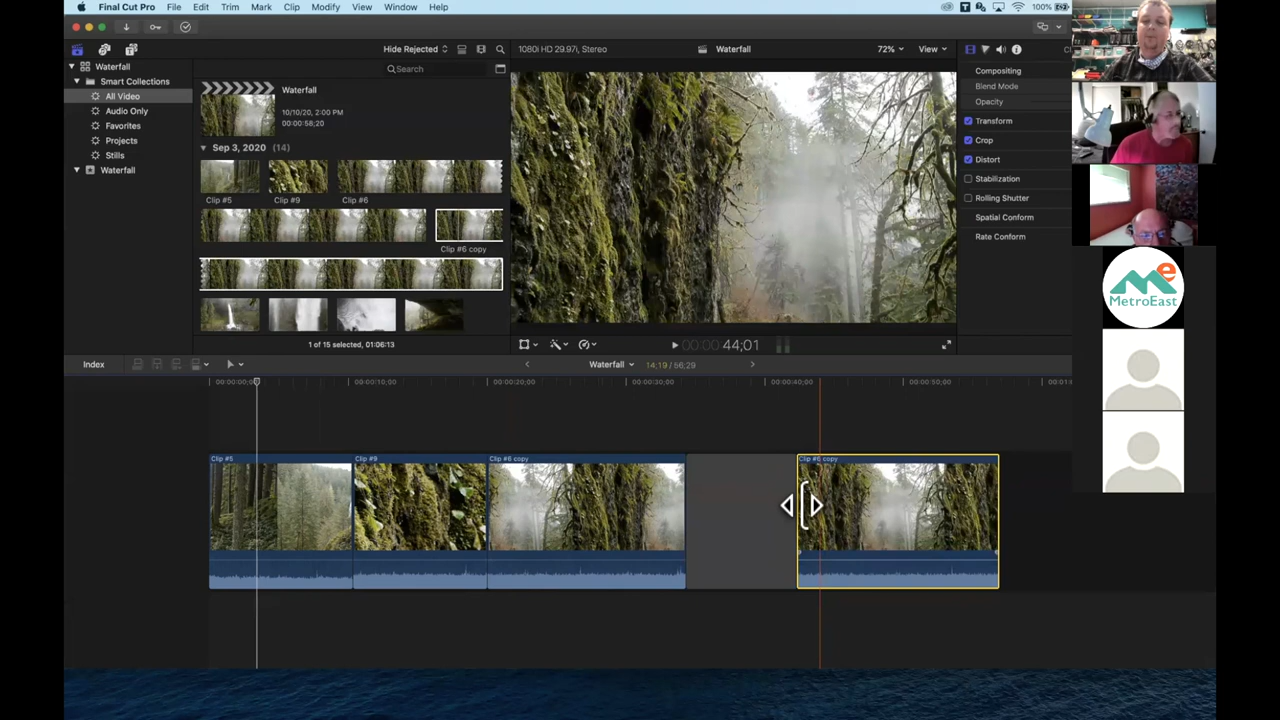 Final Cut Pro File Edit Trim Mark Clip Modify View Window Help
100%
Hide Rejected
1080i HD 29.97i, Stereo
Waterfall
72%
View
Waterfall
Smart Collections
All Video
Audio Only
Favorites
Projects
Stills
Waterfall
Search
Waterfall
10/10/20, 2:00 PM
00:00:58;20
Sep 3, 2020 (14)
Clip #5
Clip #9
Clip #6
Clip #6 copy
1 of 15 selected, 01:06:13
00:00:44;01
Compositing
Blend Mode
Opacity
Transform
Crop
Distort
Stabilization
Rolling Shutter
Spatial Conform
Rate Conform
MetroEast
Index
Waterfall
14;19 / 56;29
00:00:10;00
00:00:20;00
00:00:30;00
00:00:40;00
00:00:50;00
Clip #5
Clip #9
Clip #6 copy
Clip #6 copy